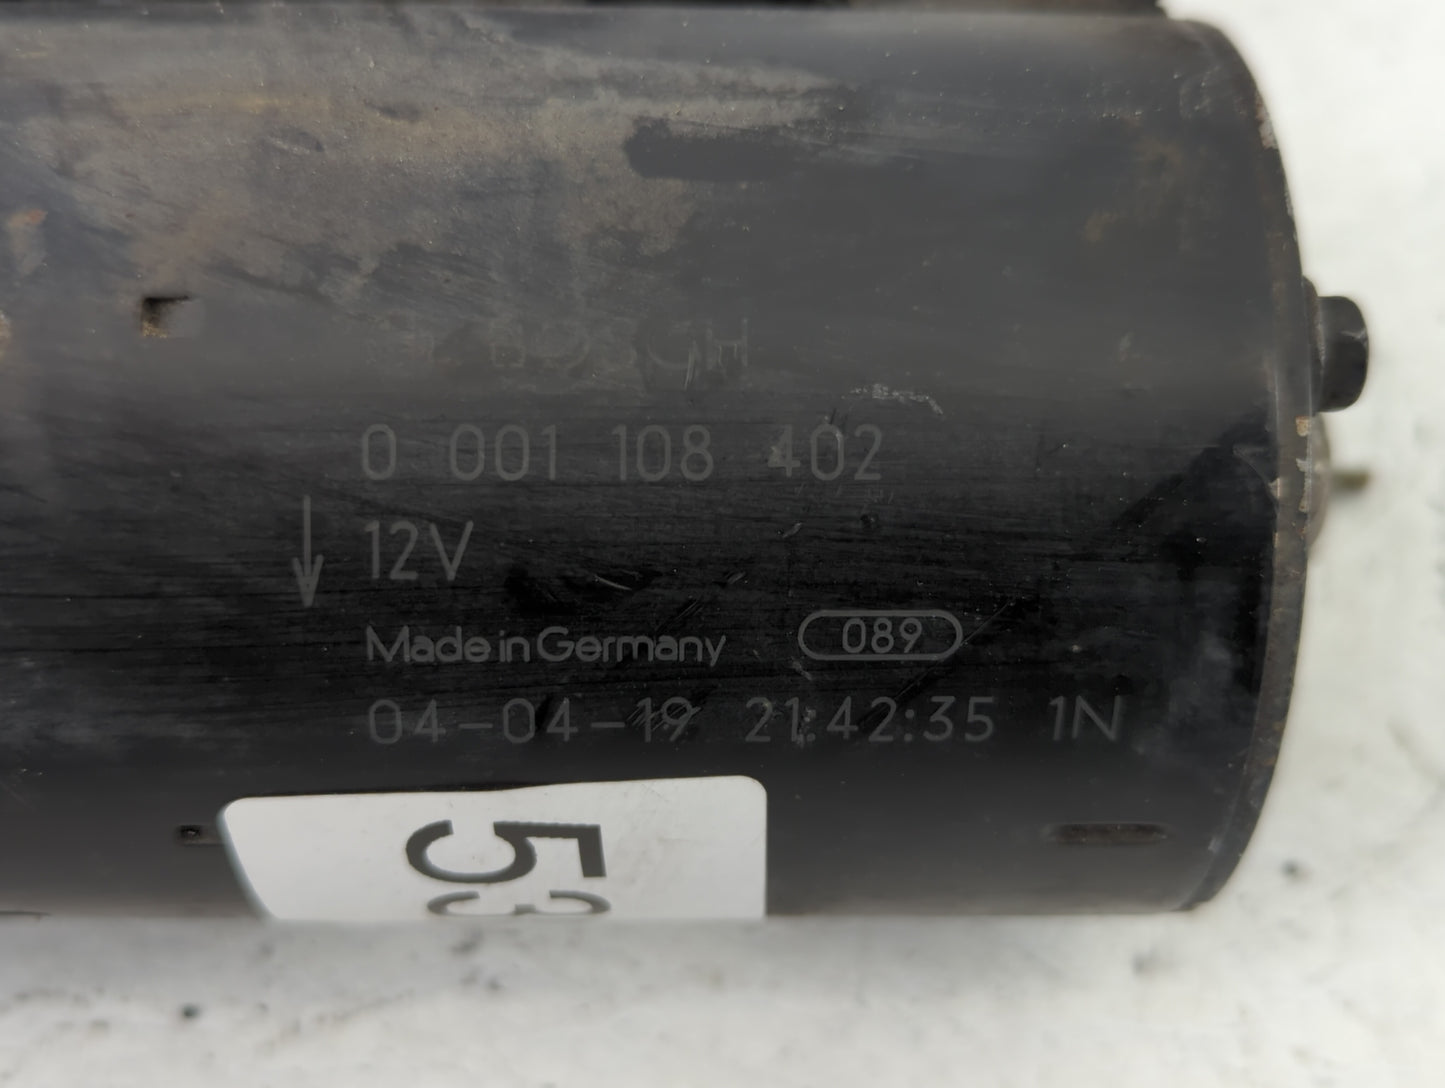 BOSCH
0 001 108 402
12V
Made in Germany 089
04-04-19 21:42:35 1N
53